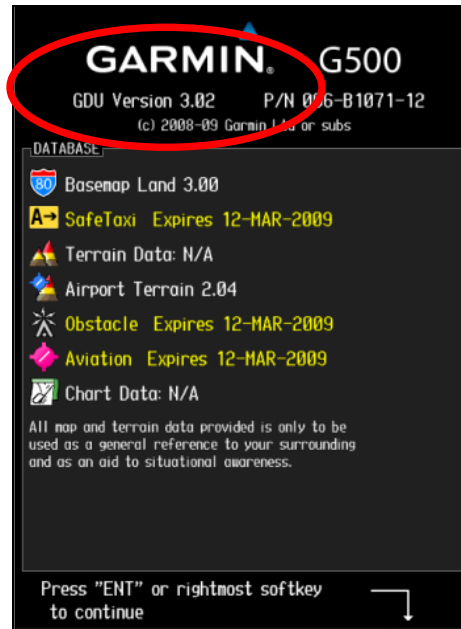 GARMIN® G500
GDU Version 3.02 P/N 006-B1071-12
(c) 2008-09 Garmin Ltd or subs
DATABASE
80 Basemap Land 3.00
A→ SafeTaxi Expires 12-MAR-2009
Terrain Data: N/A
Airport Terrain 2.04
Obstacle Expires 12-MAR-2009
Aviation Expires 12-MAR-2009
Chart Data: N/A
All map and terrain data provided is only to be
used as a general reference to your surrounding
and as an aid to situational awareness.
Press "ENT" or rightmost softkey
to continue